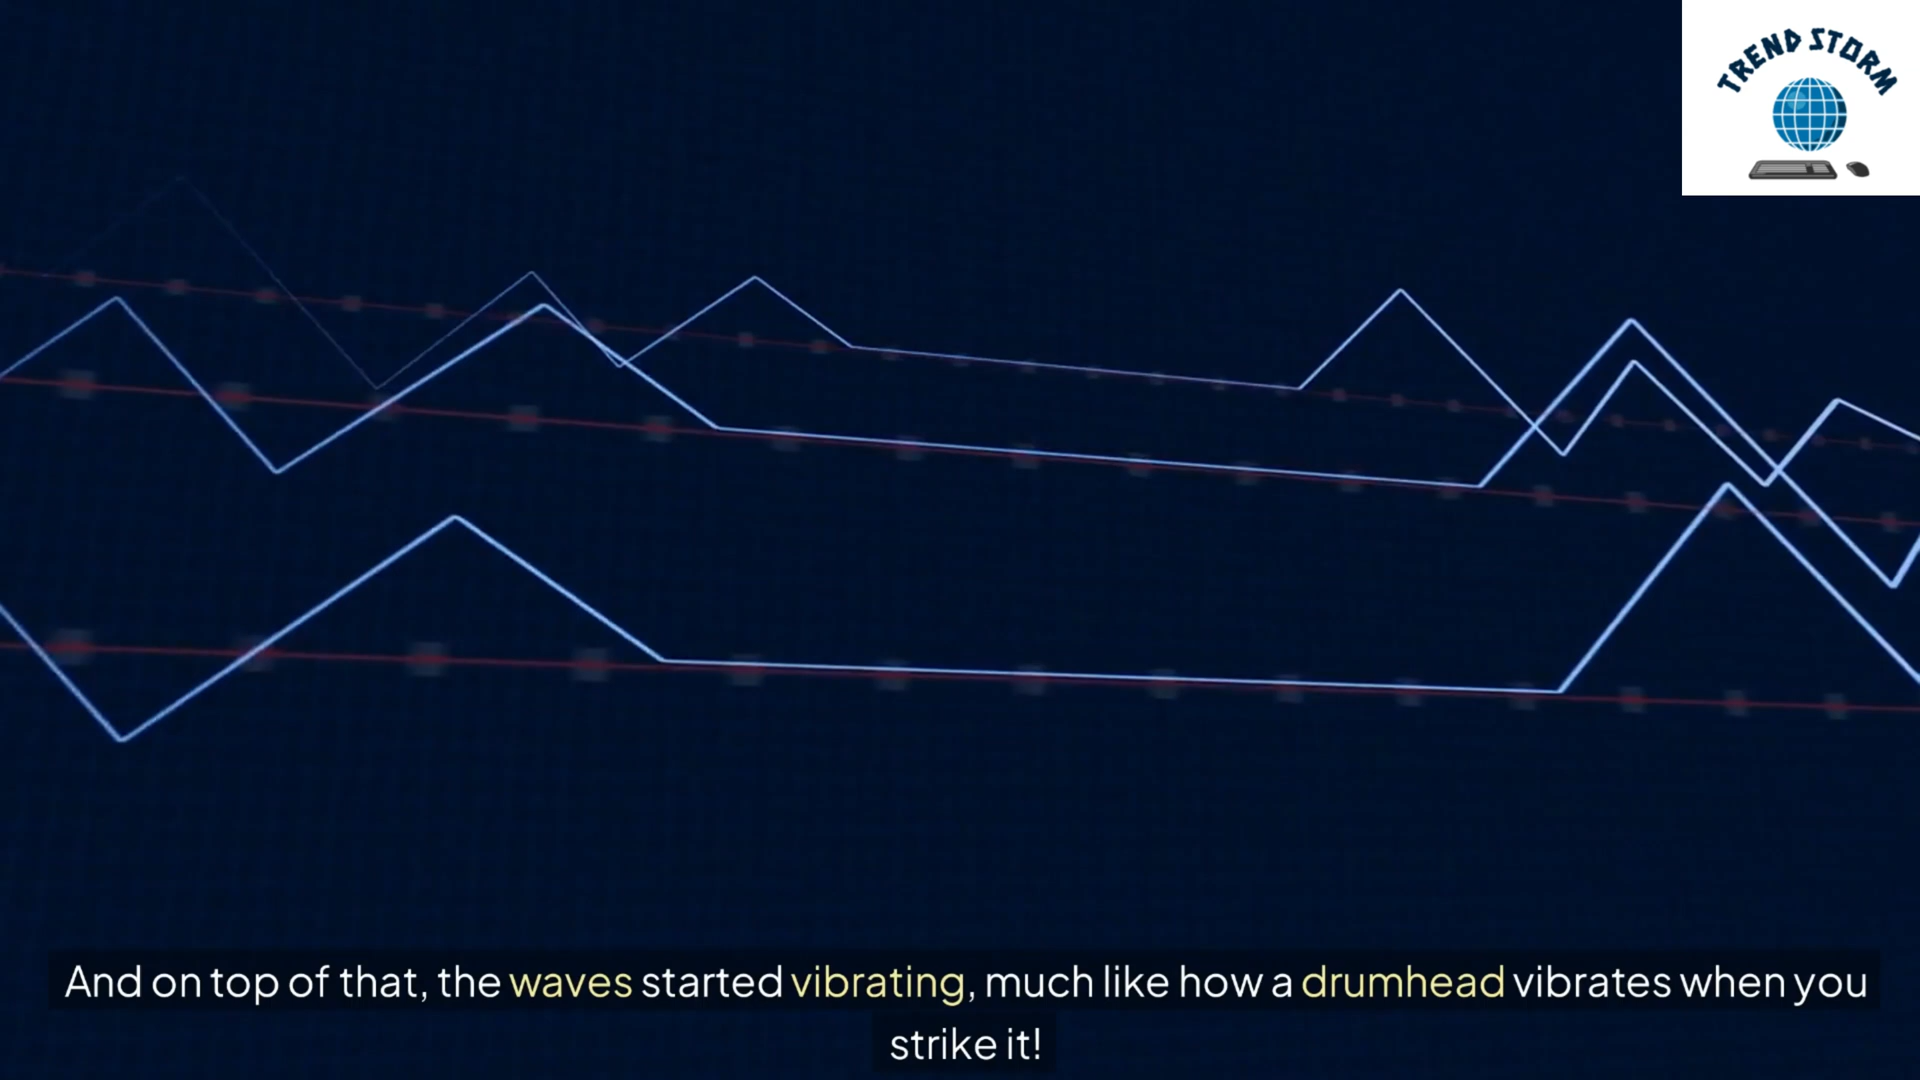 TREND STORM
And on top of that, the waves started vibrating, much like how a drumhead vibrates when you
strike it!